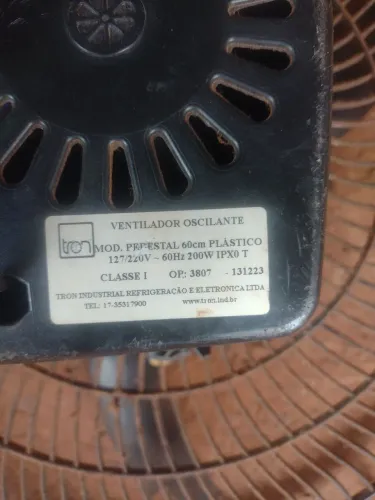 tron
VENTILADOR OSCILANTE
MOD. PEDESTAL 60cm PLÁSTICO
127/220V - 60Hz 200W IPX0 T
CLASSE I OP.: 3807 - 131223
TRON INDUSTRIAL REFRIGERAÇÃO E ELETRONICA LTDA
TEL: 17-35317900 www.tron.ind.br